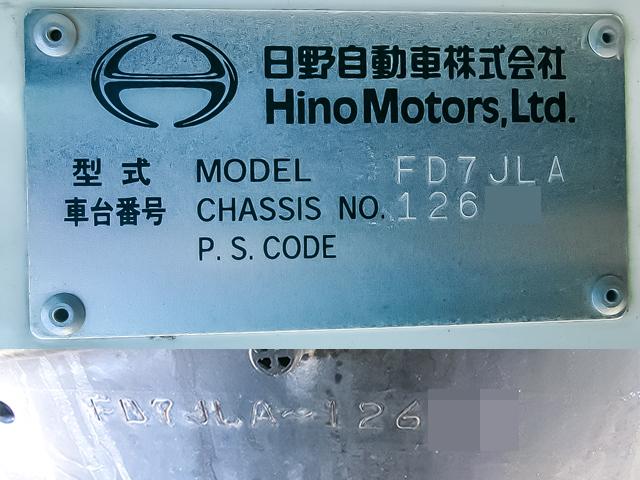 日野自動車株式会社
Hino Motors, Ltd.
型式 MODEL FD7JLA
車台番号 CHASSIS NO. 126
P. S. CODE
FD7JLA-126